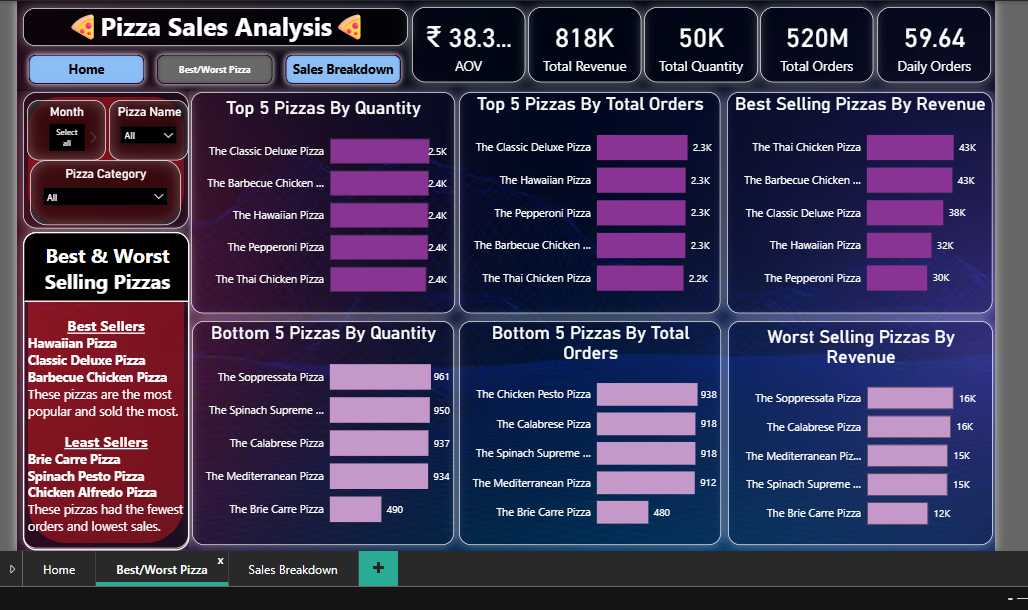 Pizza Sales Analysis
Home
Best/Worst Pizza
Sales Breakdown
₹ 38.3...
AOV
818K
Total Revenue
50K
Total Quantity
520M
Total Orders
59.64
Daily Orders
Month
Select
all
Pizza Name
All
Pizza Category
All
Best & Worst
Selling Pizzas
Best Sellers
Hawaiian Pizza
Classic Deluxe Pizza
Barbecue Chicken Pizza
These pizzas are the most
popular and sold the most.
Least Sellers
Brie Carre Pizza
Spinach Pesto Pizza
Chicken Alfredo Pizza
These pizzas had the fewest
orders and lowest sales.
Top 5 Pizzas By Quantity
The Classic Deluxe Pizza 2.5K
The Barbecue Chicken ... 2.4K
The Hawaiian Pizza 2.4K
The Pepperoni Pizza 2.4K
The Thai Chicken Pizza 2.4K
Top 5 Pizzas By Total Orders
The Classic Deluxe Pizza 2.3K
The Hawaiian Pizza 2.3K
The Pepperoni Pizza 2.3K
The Barbecue Chicken ... 2.3K
The Thai Chicken Pizza 2.2K
Best Selling Pizzas By Revenue
The Thai Chicken Pizza 43K
The Barbecue Chicken ... 43K
The Classic Deluxe Pizza 38K
The Hawaiian Pizza 32K
The Pepperoni Pizza 30K
Bottom 5 Pizzas By Quantity
The Soppressata Pizza 961
The Spinach Supreme ... 950
The Calabrese Pizza 937
The Mediterranean Pizza 934
The Brie Carre Pizza 490
Bottom 5 Pizzas By Total
Orders
The Chicken Pesto Pizza 938
The Calabrese Pizza 918
The Spinach Supreme ... 918
The Mediterranean Pizza 912
The Brie Carre Pizza 480
Worst Selling Pizzas By
Revenue
The Soppressata Pizza 16K
The Calabrese Pizza 16K
The Mediterranean Piz... 15K
The Spinach Supreme ... 15K
The Brie Carre Pizza 12K
Home
Best/Worst Pizza x
Sales Breakdown
+